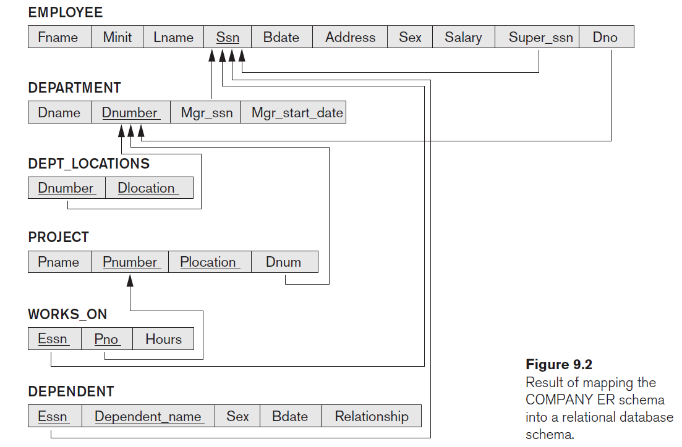 EMPLOYEE
Fname Minit Lname Ssn Bdate Address Sex Salary Super_ssn Dno
DEPARTMENT
Dname Dnumber Mgr_ssn Mgr_start_date
DEPT_LOCATIONS
Dnumber Dlocation
PROJECT
Pname Pnumber Plocation Dnum
WORKS_ON
Essn Pno Hours
DEPENDENT
Essn Dependent_name Sex Bdate Relationship
Figure 9.2
Result of mapping the
COMPANY ER schema
into a relational database
schema.